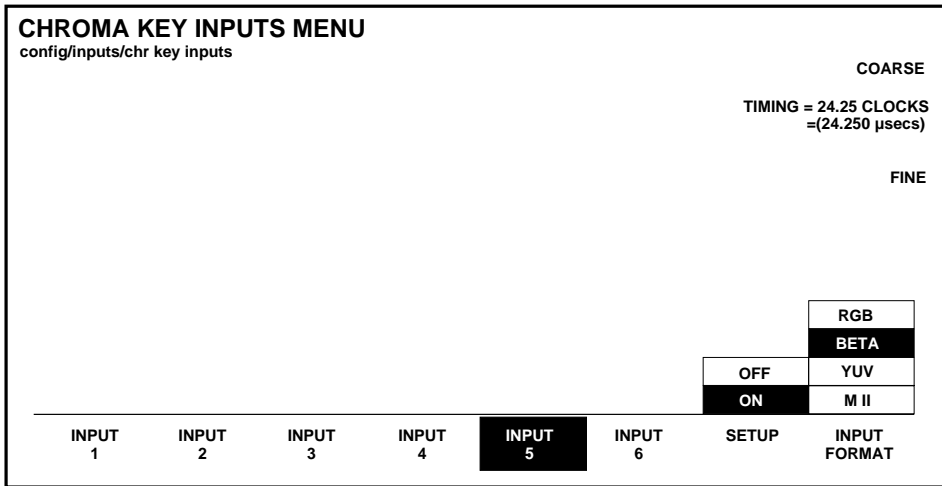 CHROMA KEY INPUTS MENU
config/inputs/chr key inputs
COARSE
TIMING = 24.25 CLOCKS
=(24.250 µsecs)
FINE
RGB
BETA
OFF
YUV
ON
M II
INPUT
1
INPUT
2
INPUT
3
INPUT
4
INPUT
5
INPUT
6
SETUP
INPUT
FORMAT